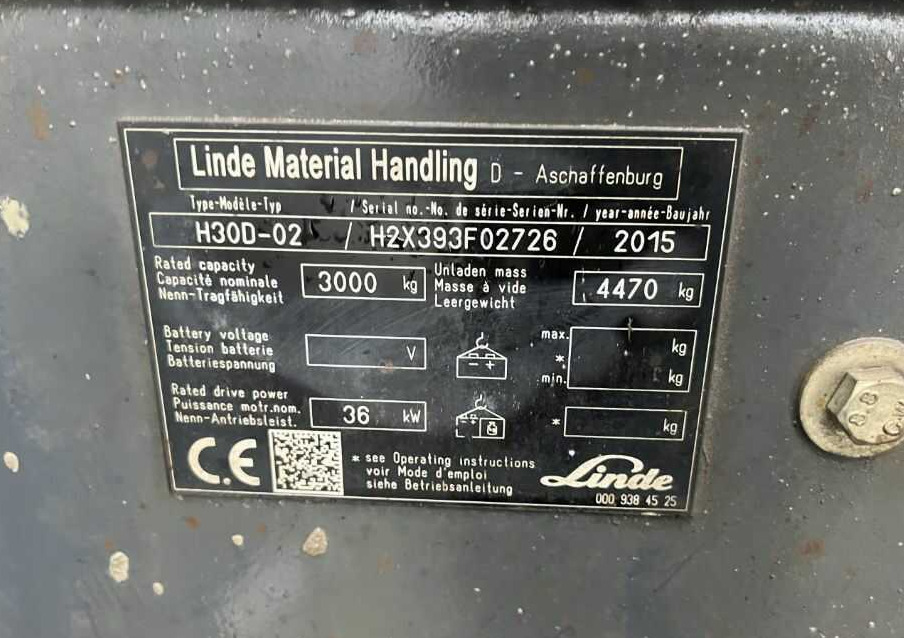 Linde Material Handling D - Aschaffenburg
Type-Modèle-Typ / Serial no.-No. de série-Serien-Nr. / year-année-Baujahr
H30D-02 / H2X393F02726 / 2015
Rated capacity
Capacité nominale
Nenn-Tragfähigkeit
3000 kg
Unladen mass
Masse à vide
Leergewicht
4470 kg
Battery voltage
Tension batterie
Batteriespannung
V
max. kg
*
min. kg
Rated drive power
Puissance motr.nom.
Nenn-Antriebsleist.
36 kW
* kg
CE
* see Operating instructions
voir Mode d'emploi
siehe Betriebsanleitung
Linde
000 938 45 25
8.8